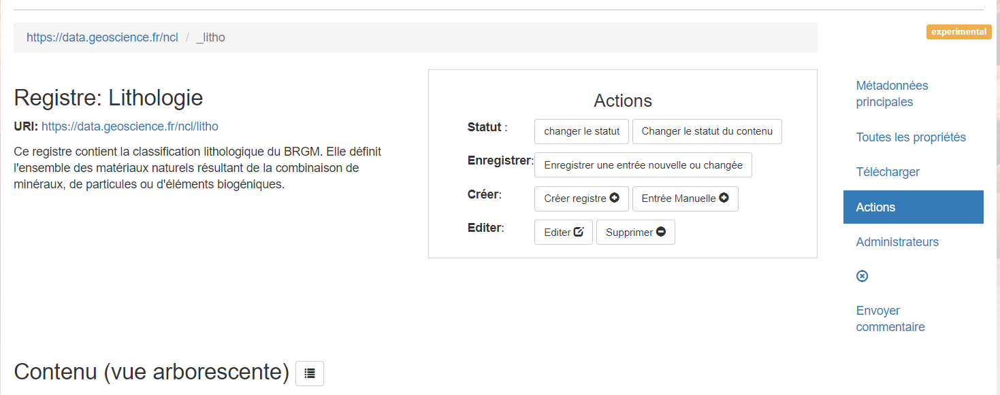 https://data.geoscience.fr/ncl / _litho
experimental
Registre: Lithologie
URI: https://data.geoscience.fr/ncl/litho
Ce registre contient la classification lithologique du BRGM. Elle définit
l'ensemble des matériaux naturels résultant de la combinaison de
minéraux, de particules ou d'éléments biogéniques.
Actions
Statut : changer le statut Changer le statut du contenu
Enregistrer: Enregistrer une entrée nouvelle ou changée
Créer: Créer registre Entrée Manuelle
Editer: Editer Supprimer
Métadonnées
principales
Toutes les propriétés
Télécharger
Actions
Administrateurs
Envoyer
commentaire
Contenu (vue arborescente)